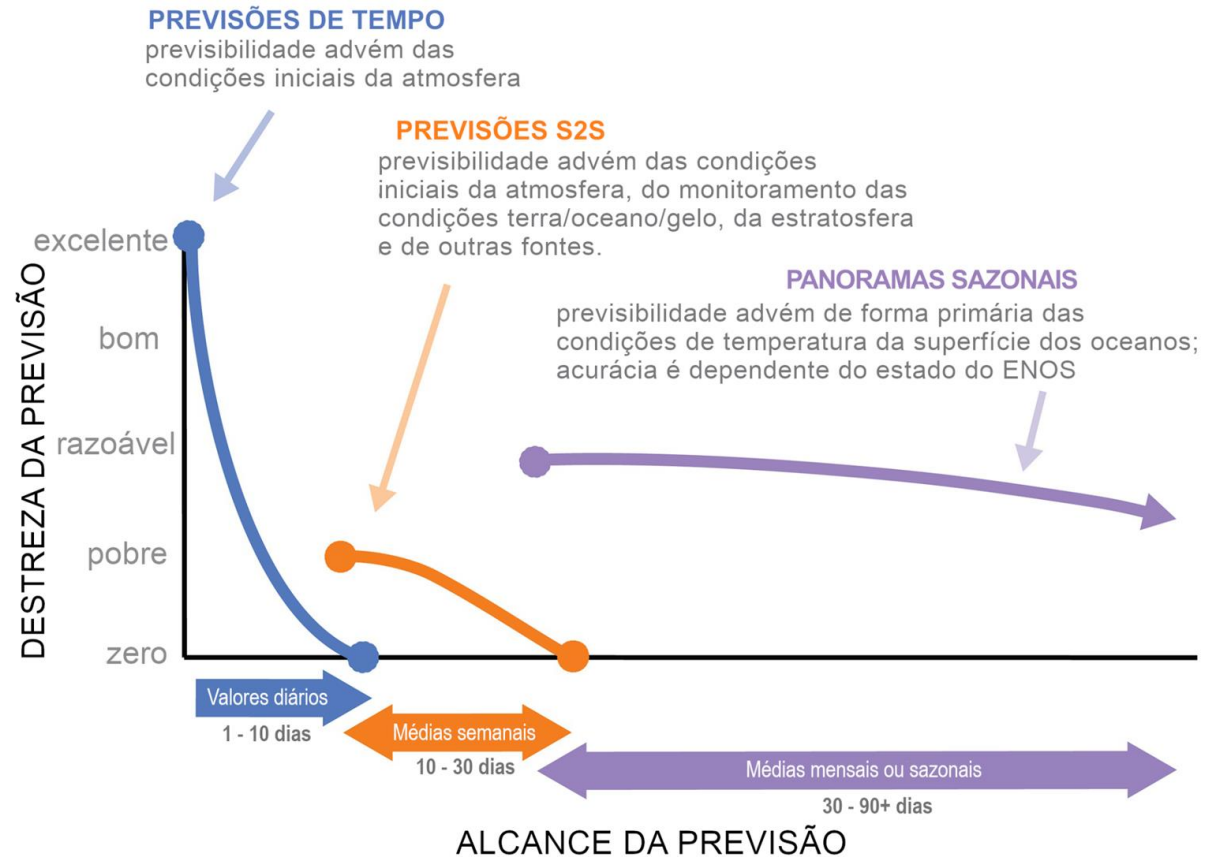 PREVISÕES DE TEMPO
previsibilidade advém das
condições iniciais da atmosfera
PREVISÕES S2S
previsibilidade advém das condições
iniciais da atmosfera, do monitoramento das
condições terra/oceano/gelo, da estratosfera
e de outras fontes.
PANORAMAS SAZONAIS
previsibilidade advém de forma primária das
condições de temperatura da superfície dos oceanos;
acurácia é dependente do estado do ENOS
DESTREZA DA PREVISÃO
excelente
bom
razoável
pobre
zero
Valores diários
1 - 10 dias
Médias semanais
10 - 30 dias
Médias mensais ou sazonais
30 - 90+ dias
ALCANCE DA PREVISÃO